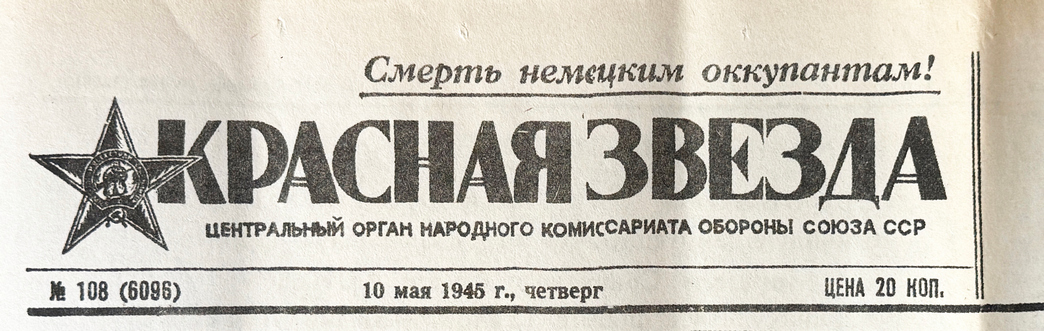 Смерть немецким оккупантам!
КРАСНАЯ ЗВЕЗДА
ЦЕНТРАЛЬНЫЙ ОРГАН НАРОДНОГО КОМИССАРИАТА ОБОРОНЫ СОЮЗА ССР
№ 108 (6096) 10 мая 1945 г., четверг ЦЕНА 20 КОП.